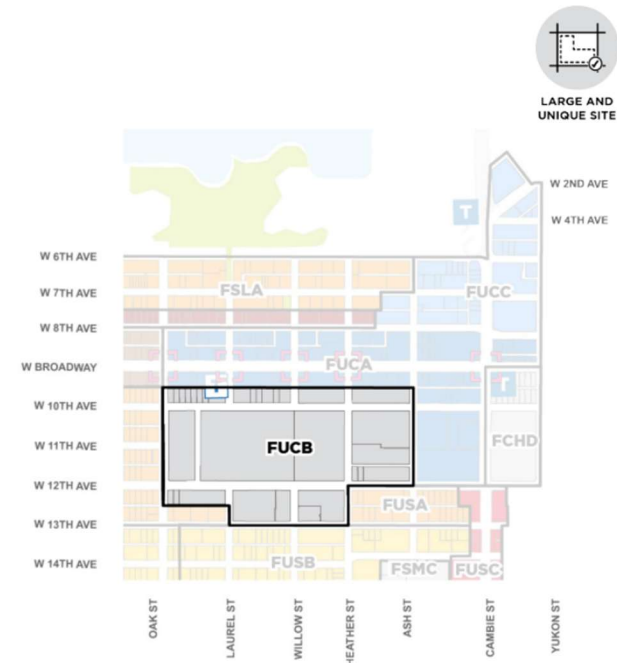 LARGE AND
UNIQUE SITE
W 2ND AVE
T
W 4TH AVE
W 6TH AVE
W 7TH AVE
FSLA
FUCC
W 8TH AVE
W BROADWAY
FUCA
T
T
W 10TH AVE
W 11TH AVE
FUCB
FCHD
W 12TH AVE
FUSA
W 13TH AVE
W 14TH AVE
FUSB
FSMC
FUSC
OAK ST
LAUREL ST
WILLOW ST
HEATHER ST
ASH ST
CAMBIE ST
YUKON ST